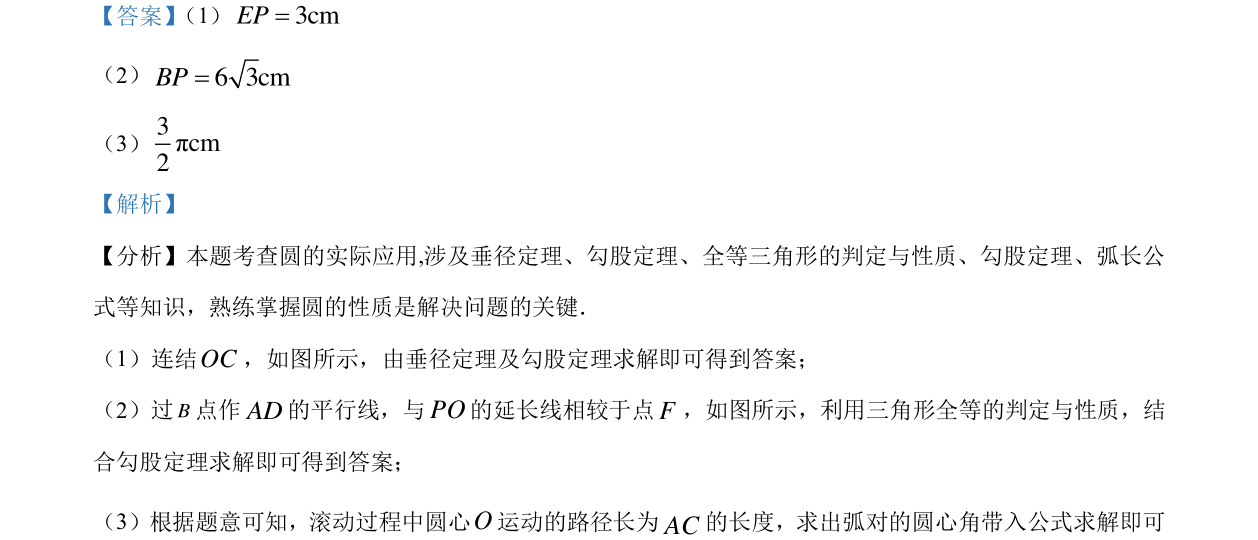 【答案】（1） EP = 3cm
（2） BP = 6√3cm
（3） 3/2 πcm
【解析】
【分析】本题考查圆的实际应用,涉及垂径定理、勾股定理、全等三角形的判定与性质、勾股定理、弧长公
式等知识，熟练掌握圆的性质是解决问题的关键．
（1）连结OC，如图所示，由垂径定理及勾股定理求解即可得到答案；
（2）过B点作AD的平行线，与PO的延长线相较于点F，如图所示，利用三角形全等的判定与性质，结
合勾股定理求解即可得到答案；
（3）根据题意可知，滚动过程中圆心O运动的路径长为AC的长度，求出弧对的圆心角带入公式求解即可